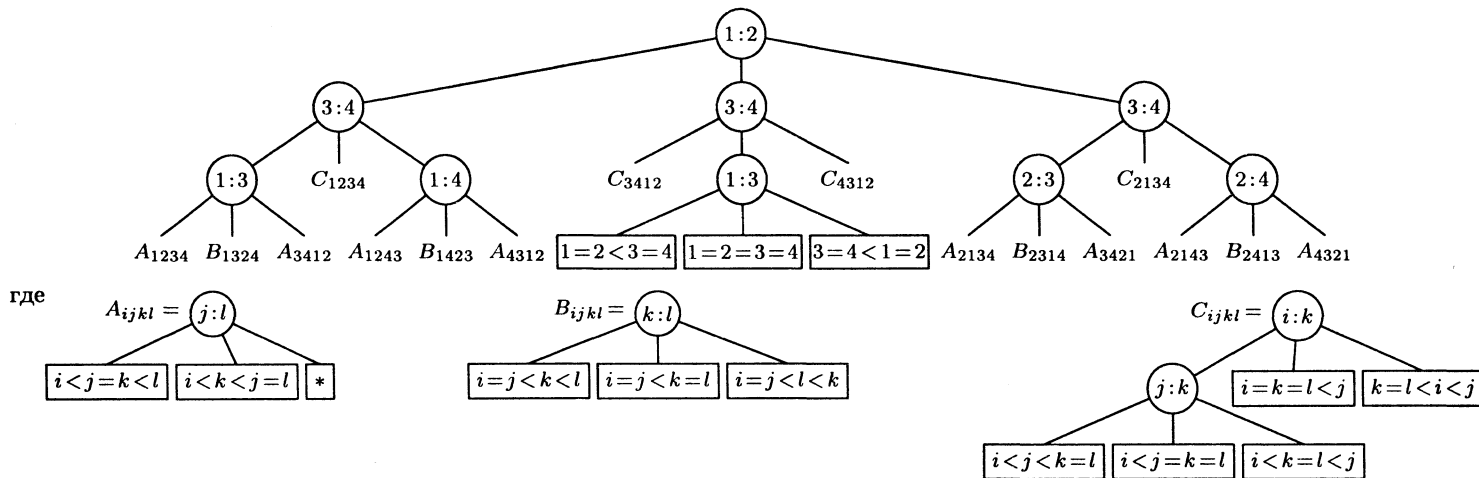 1:2
3:4 3:4 3:4
1:3 C₁₂₃₄ 1:4 C₃₄₁₂ 1:3 C₄₃₁₂ 2:3 C₂₁₃₄ 2:4
A₁₂₃₄ B₁₃₂₄ A₃₄₁₂ A₁₂₄₃ B₁₄₂₃ A₄₃₁₂ 1=2<3=4 1=2=3=4 3=4<1=2 A₂₁₃₄ B₂₃₁₄ A₃₄₂₁ A₂₁₄₃ B₂₄₁₃ A₄₃₂₁
где
Aᵢⱼₖₗ = j:l Bᵢⱼₖₗ = k:l Cᵢⱼₖₗ = i:k
i<j=k<l i<k<j=l * i=j<k<l i=j<k=l i=j<l<k j:k i=k=l<j k=l<i<j
i<j<k=l i<j=k=l i<k=l<j